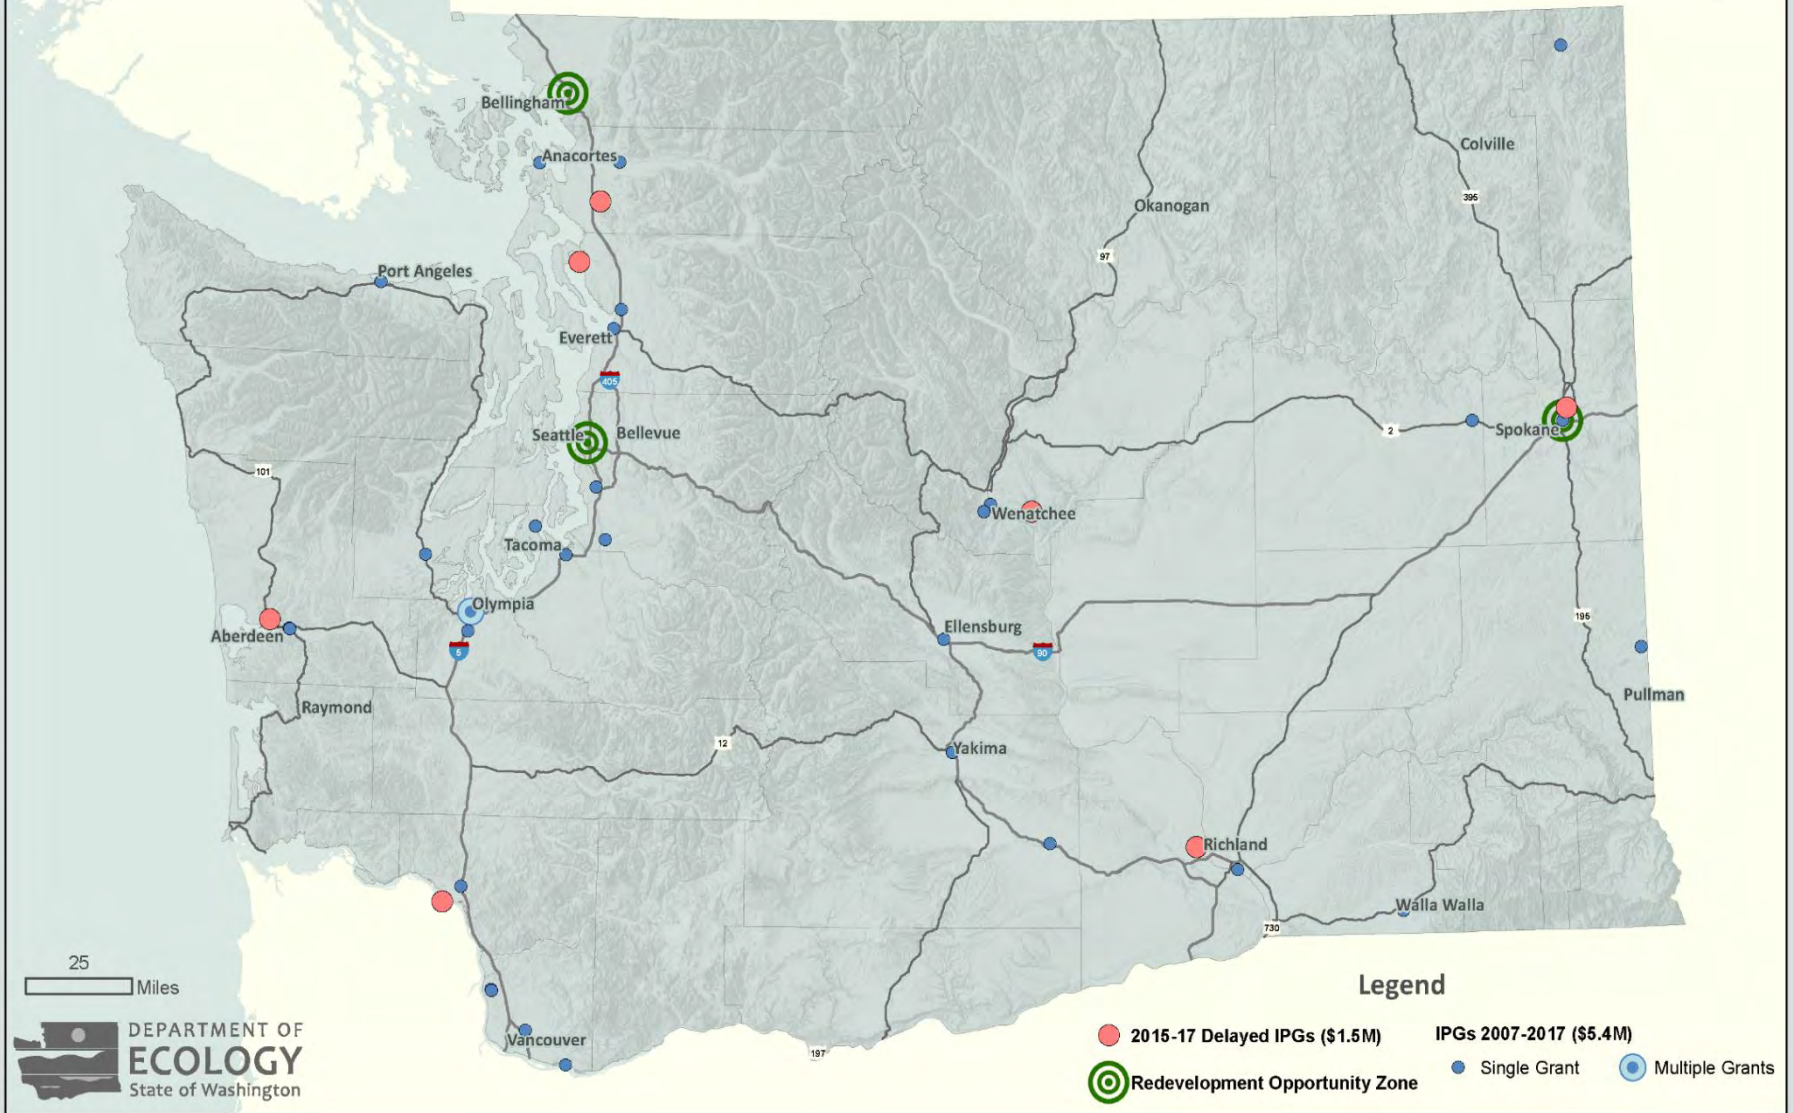 Bellingham
Anacortes
Colville
395
Okanogan
97
Port Angeles
Everett
405
Seattle
Bellevue
2
Spokane
101
Wenatchee
Tacoma
Olympia
Aberdeen
5
Ellensburg
90
195
Raymond
Pullman
12
Yakima
Richland
Walla Walla
730
25
Miles
Vancouver
197
DEPARTMENT OF
ECOLOGY
State of Washington
Legend
2015-17 Delayed IPGs ($1.5M)
IPGs 2007-2017 ($5.4M)
Single Grant
Multiple Grants
Redevelopment Opportunity Zone